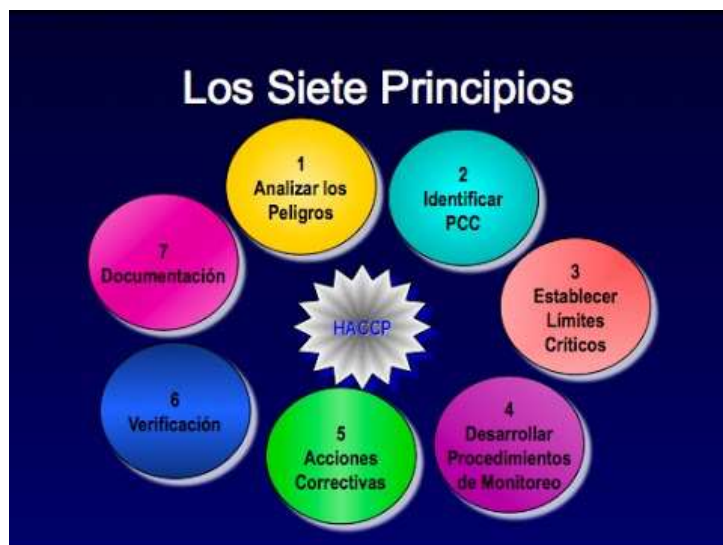 Los Siete Principios
1
Analizar los
Peligros
2
Identificar
PCC
3
Establecer
Límites
Críticos
4
Desarrollar
Procedimientos
de Monitoreo
5
Acciones
Correctivas
6
Verificación
7
Documentación
HACCP